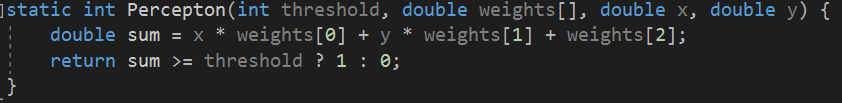 static int Percepton(int threshold, double weights[], double x, double y) {
    double sum = x * weights[0] + y * weights[1] + weights[2];
    return sum >= threshold ? 1 : 0;
}